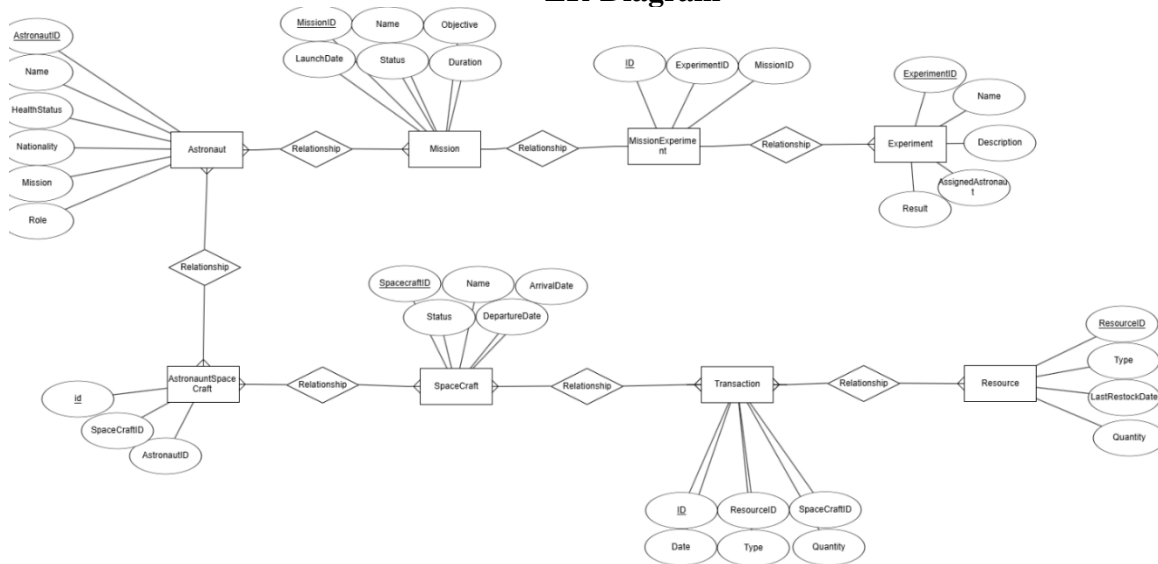 ER Diagram
AstronautID
Name
HealthStatus
Nationality
Mission
Role
Astronaut
Relationship
MissionID
Name
Objective
LaunchDate
Status
Duration
Mission
Relationship
ID
ExperimentID
MissionID
MissionExperime
nt
Relationship
ExperimentID
Name
Description
AssignedAstronau
t
Result
Experiment
Relationship
AstronauntSpace
Craft
id
SpaceCraftID
AstronautID
Relationship
SpacecraftID
Name
ArrivalDate
Status
DepartureDate
SpaceCraft
Relationship
Transaction
ID
ResourceID
SpaceCraftID
Date
Type
Quantity
Relationship
ResourceID
Type
LastRestockDate
Quantity
Resource